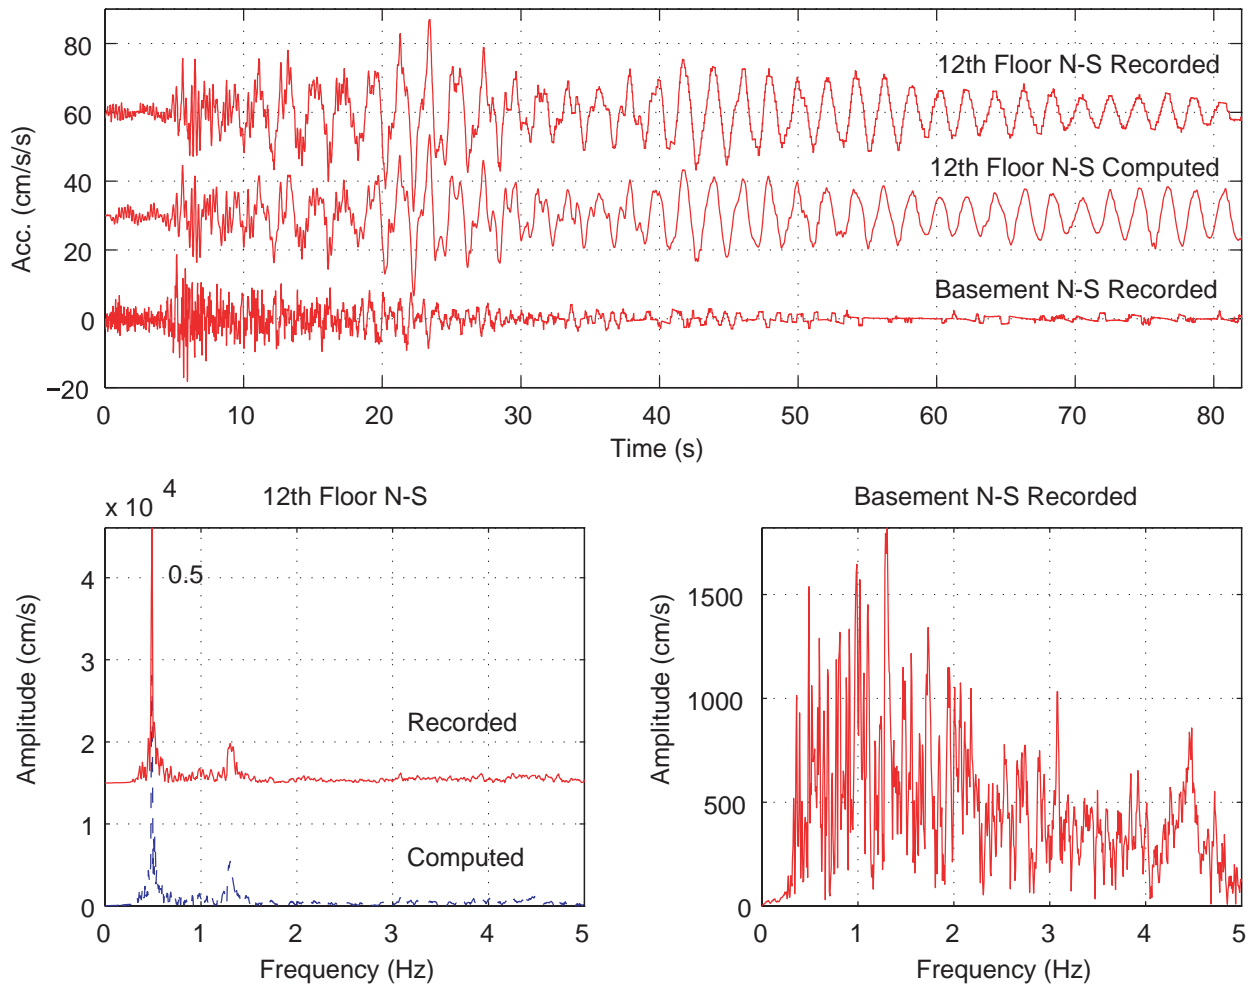 80
60
40
20
0
−20
Acc. (cm/s/s)
12th Floor N-S Recorded
12th Floor N-S Computed
Basement N-S Recorded
0 10 20 30 40 50 60 70 80
Time (s)
x 10 4
12th Floor N-S
4
3
2
1
0
Amplitude (cm/s)
0.5
Recorded
Computed
0 1 2 3 4 5
Frequency (Hz)
Basement N-S Recorded
1500
1000
500
0
Amplitude (cm/s)
0 1 2 3 4 5
Frequency (Hz)